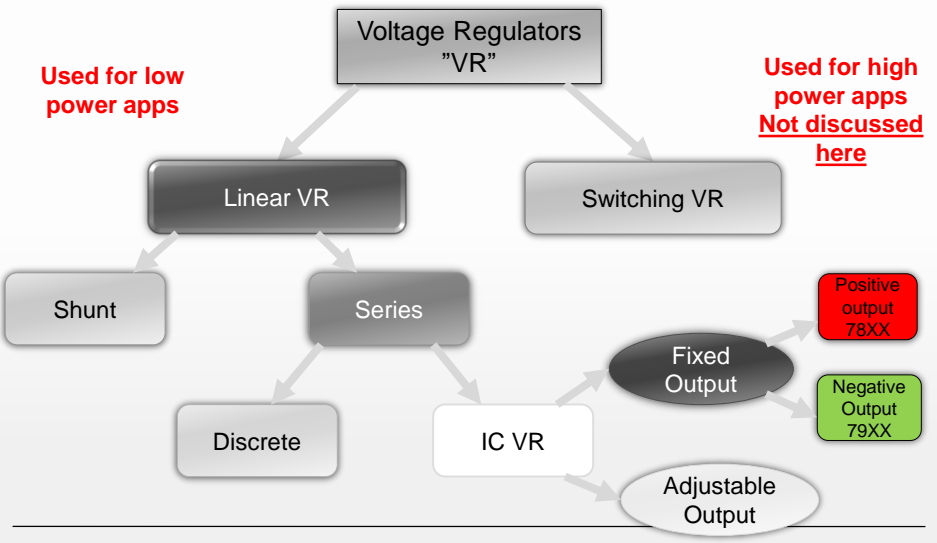 Voltage Regulators
”VR”
Used for low
power apps
Used for high
power apps
Not discussed
here
Linear VR
Switching VR
Shunt
Series
Positive
output
78XX
Fixed
Output
Negative
Output
79XX
Discrete
IC VR
Adjustable
Output